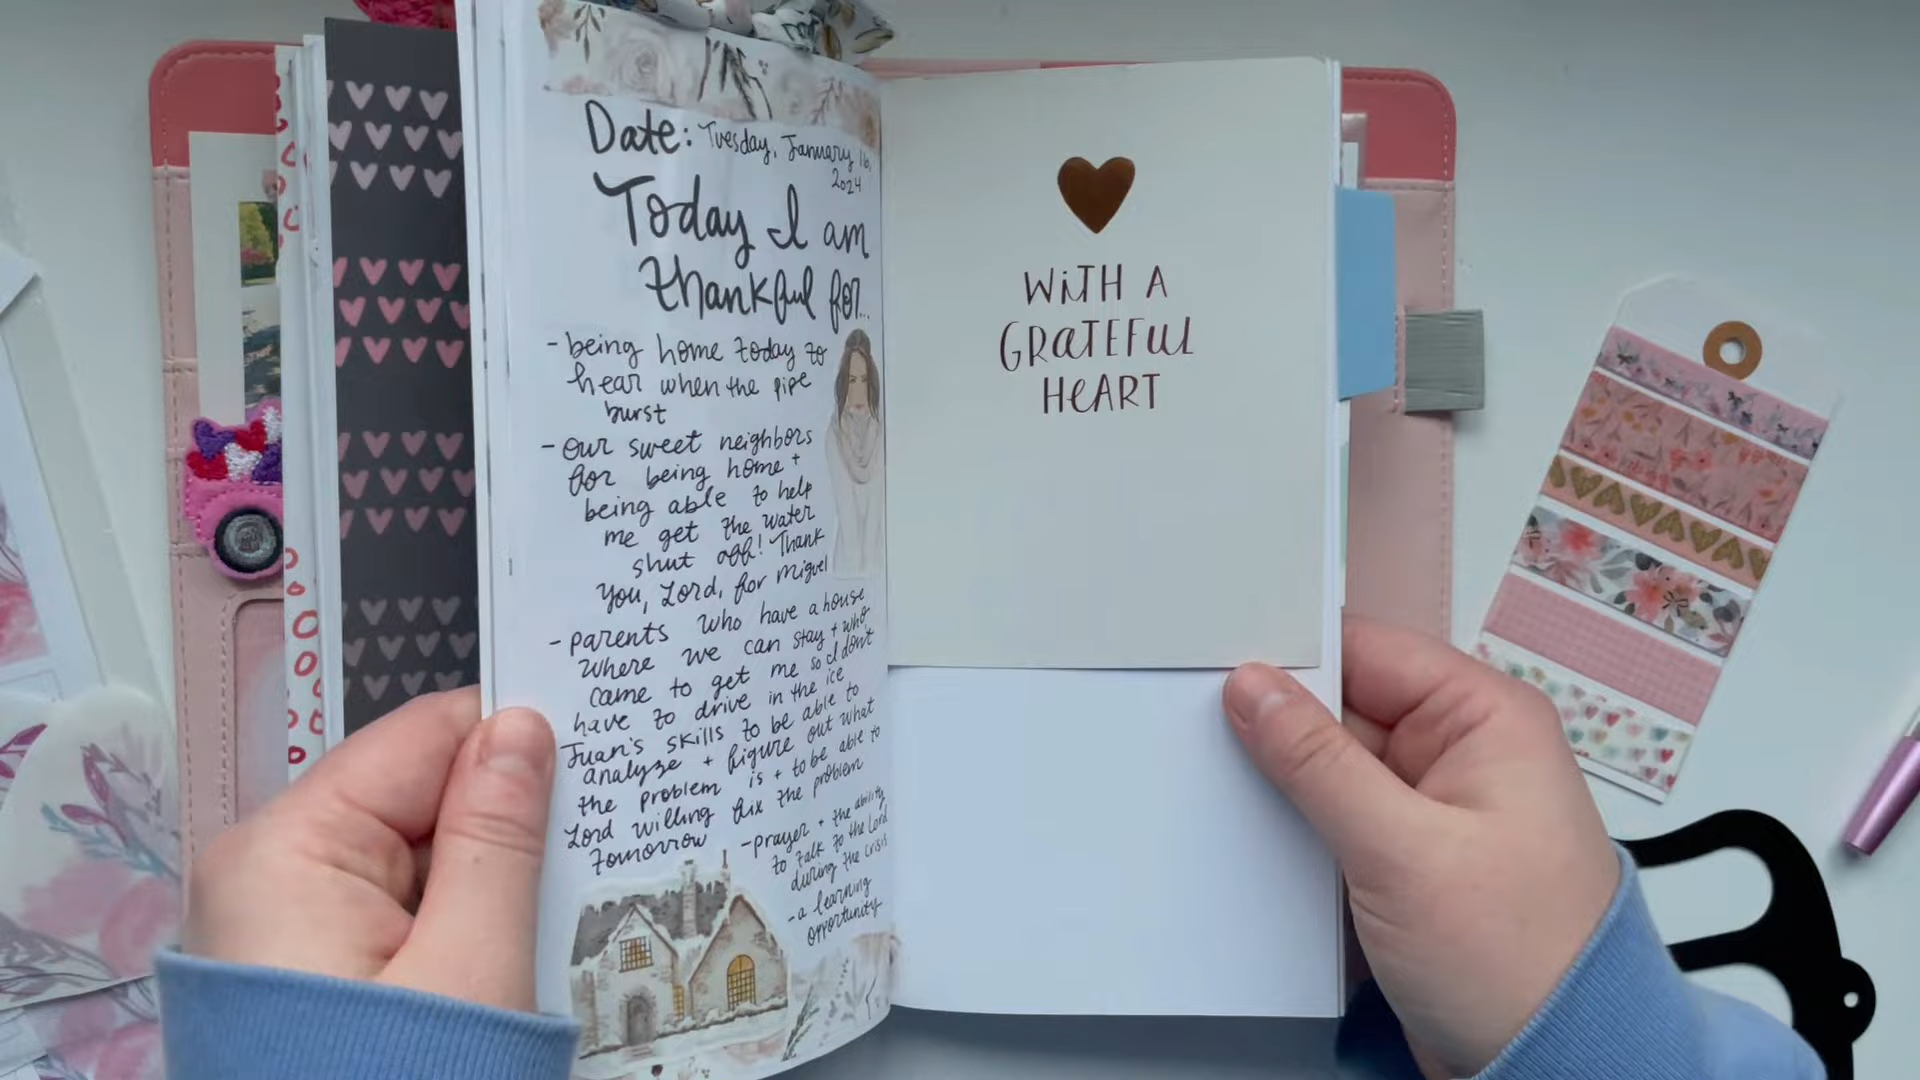 Date: Tuesday, January 16,
2024
Today I am
thankful for...
- being home today to
hear when the pipe
burst
- our sweet neighbors
for being home +
being able to help
me get the water
shut off! Thank
You, Lord, for Miguel
- parents who have a house
where we can stay + who
came to get me so I don't
have to drive in the ice
Juan's skills to be able to
analyze + figure out what
the problem is + to be able to
Lord willing fix the problem
tomorrow
- prayer + the ability
to talk to the Lord
during the crisis
- a learning
opportunity
WITH A
GRATEFUL
HEART